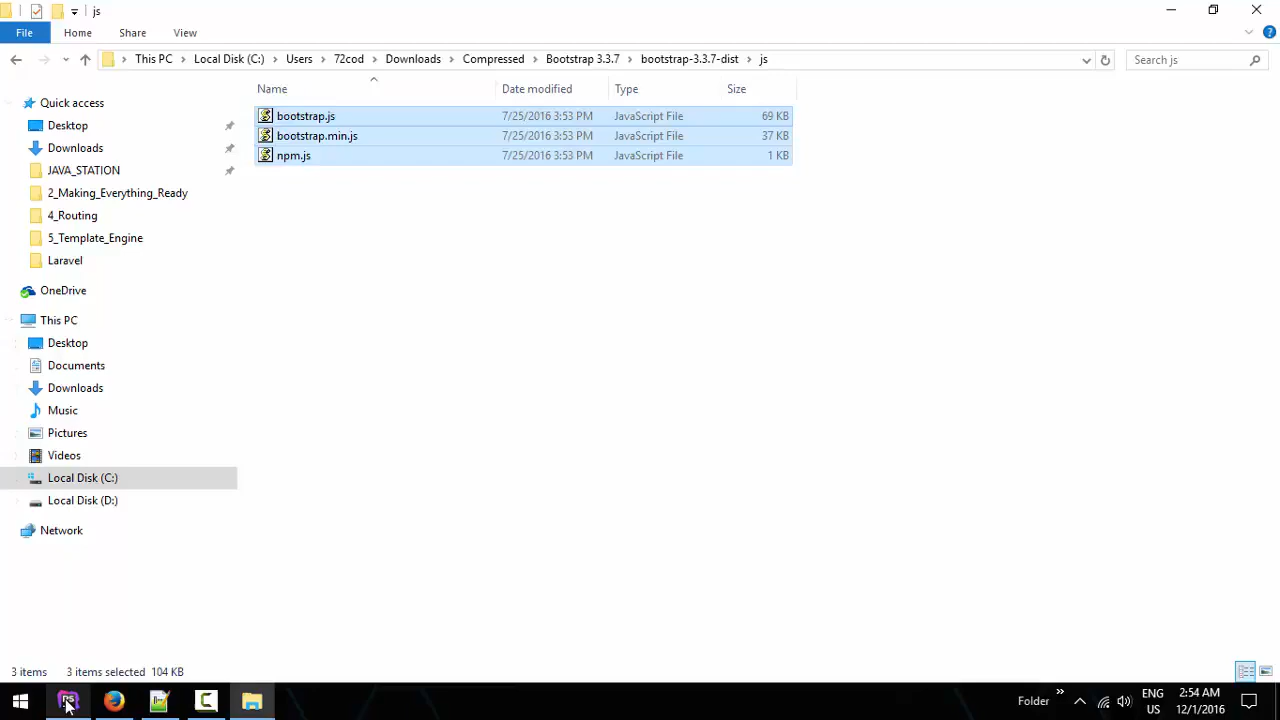 js
File Home Share View
This PC Local Disk (C:) Users 72cod Downloads Compressed Bootstrap 3.3.7 bootstrap-3.3.7-dist js Search js
Name Date modified Type Size
bootstrap.js 7/25/2016 3:53 PM JavaScript File 69 KB
bootstrap.min.js 7/25/2016 3:53 PM JavaScript File 37 KB
npm.js 7/25/2016 3:53 PM JavaScript File 1 KB
Quick access
Desktop
Downloads
JAVA_STATION
2_Making_Everything_Ready
4_Routing
5_Template_Engine
Laravel
OneDrive
This PC
Desktop
Documents
Downloads
Music
Pictures
Videos
Local Disk (C:)
Local Disk (D:)
Network
3 items 3 items selected 104 KB
Folder ENG US 2:54 AM 12/1/2016